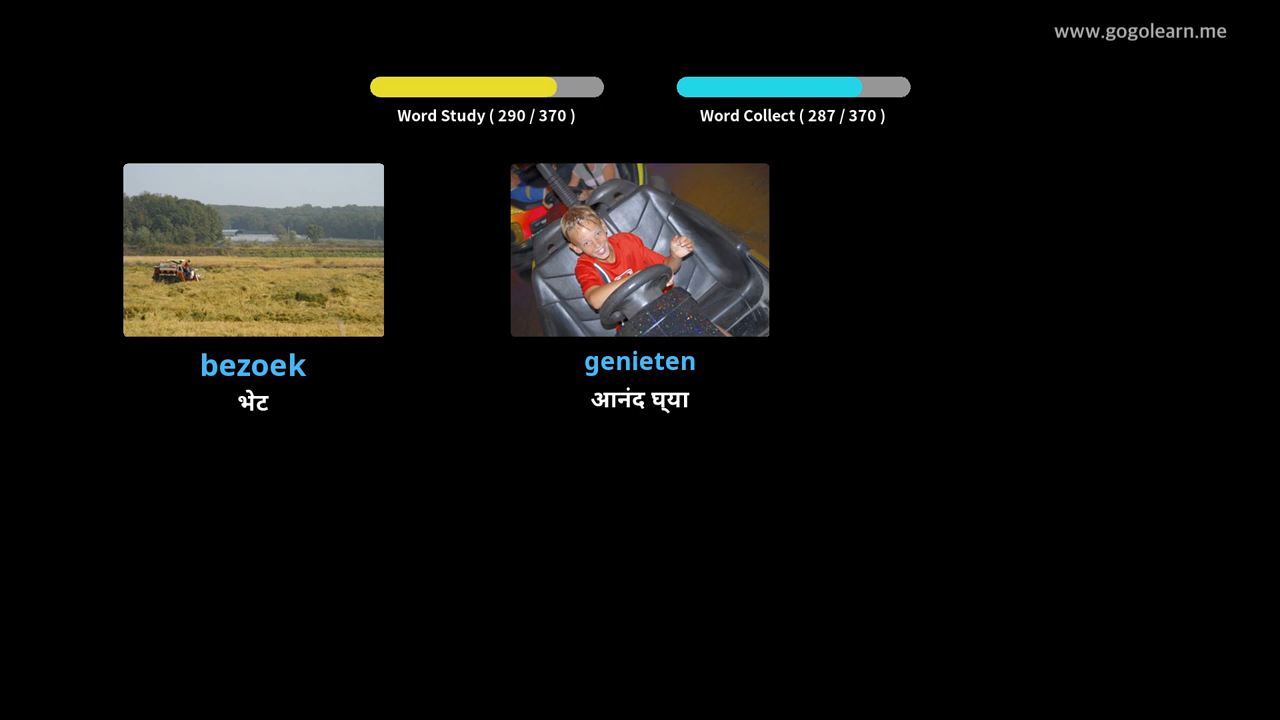 www.gogolearn.me
Word Study ( 290 / 370 )
Word Collect ( 287 / 370 )
bezoek
भेट
genieten
आनंद घ्या